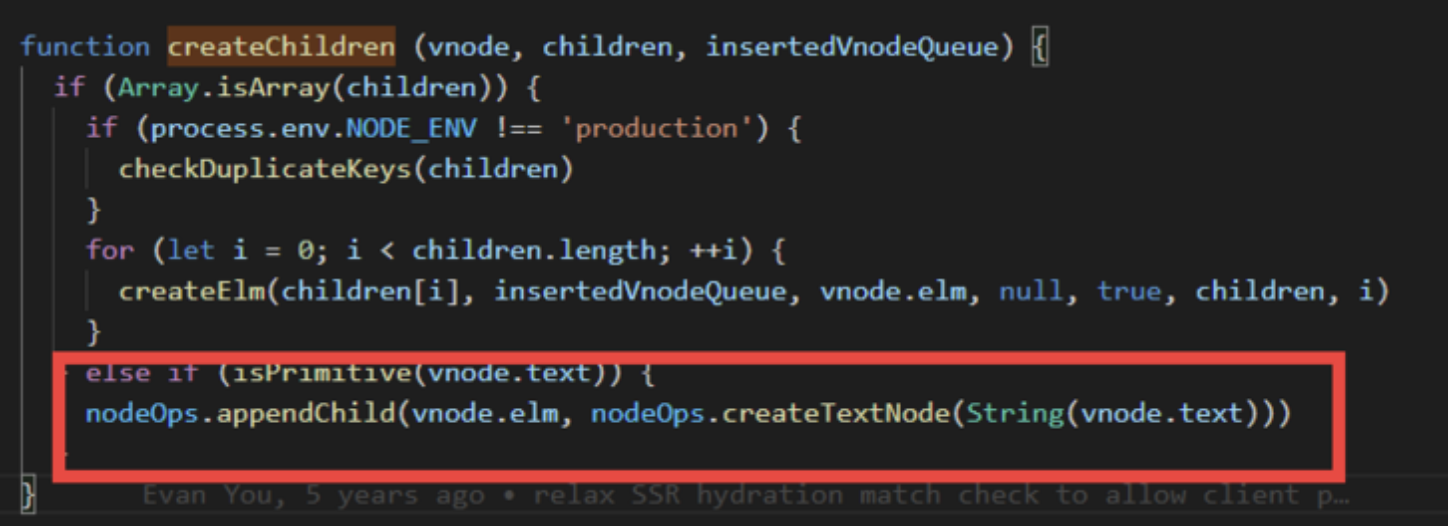 function createChildren (vnode, children, insertedVnodeQueue) {
if (Array.isArray(children)) {
if (process.env.NODE_ENV !== 'production') {
checkDuplicateKeys(children)
}
for (let i = 0; i < children.length; ++i) {
createElm(children[i], insertedVnodeQueue, vnode.elm, null, true, children, i)
}
else if (isPrimitive(vnode.text)) {
nodeOps.appendChild(vnode.elm, nodeOps.createTextNode(String(vnode.text)))
} Evan You, 5 years ago • relax SSR hydration match check to allow client p…